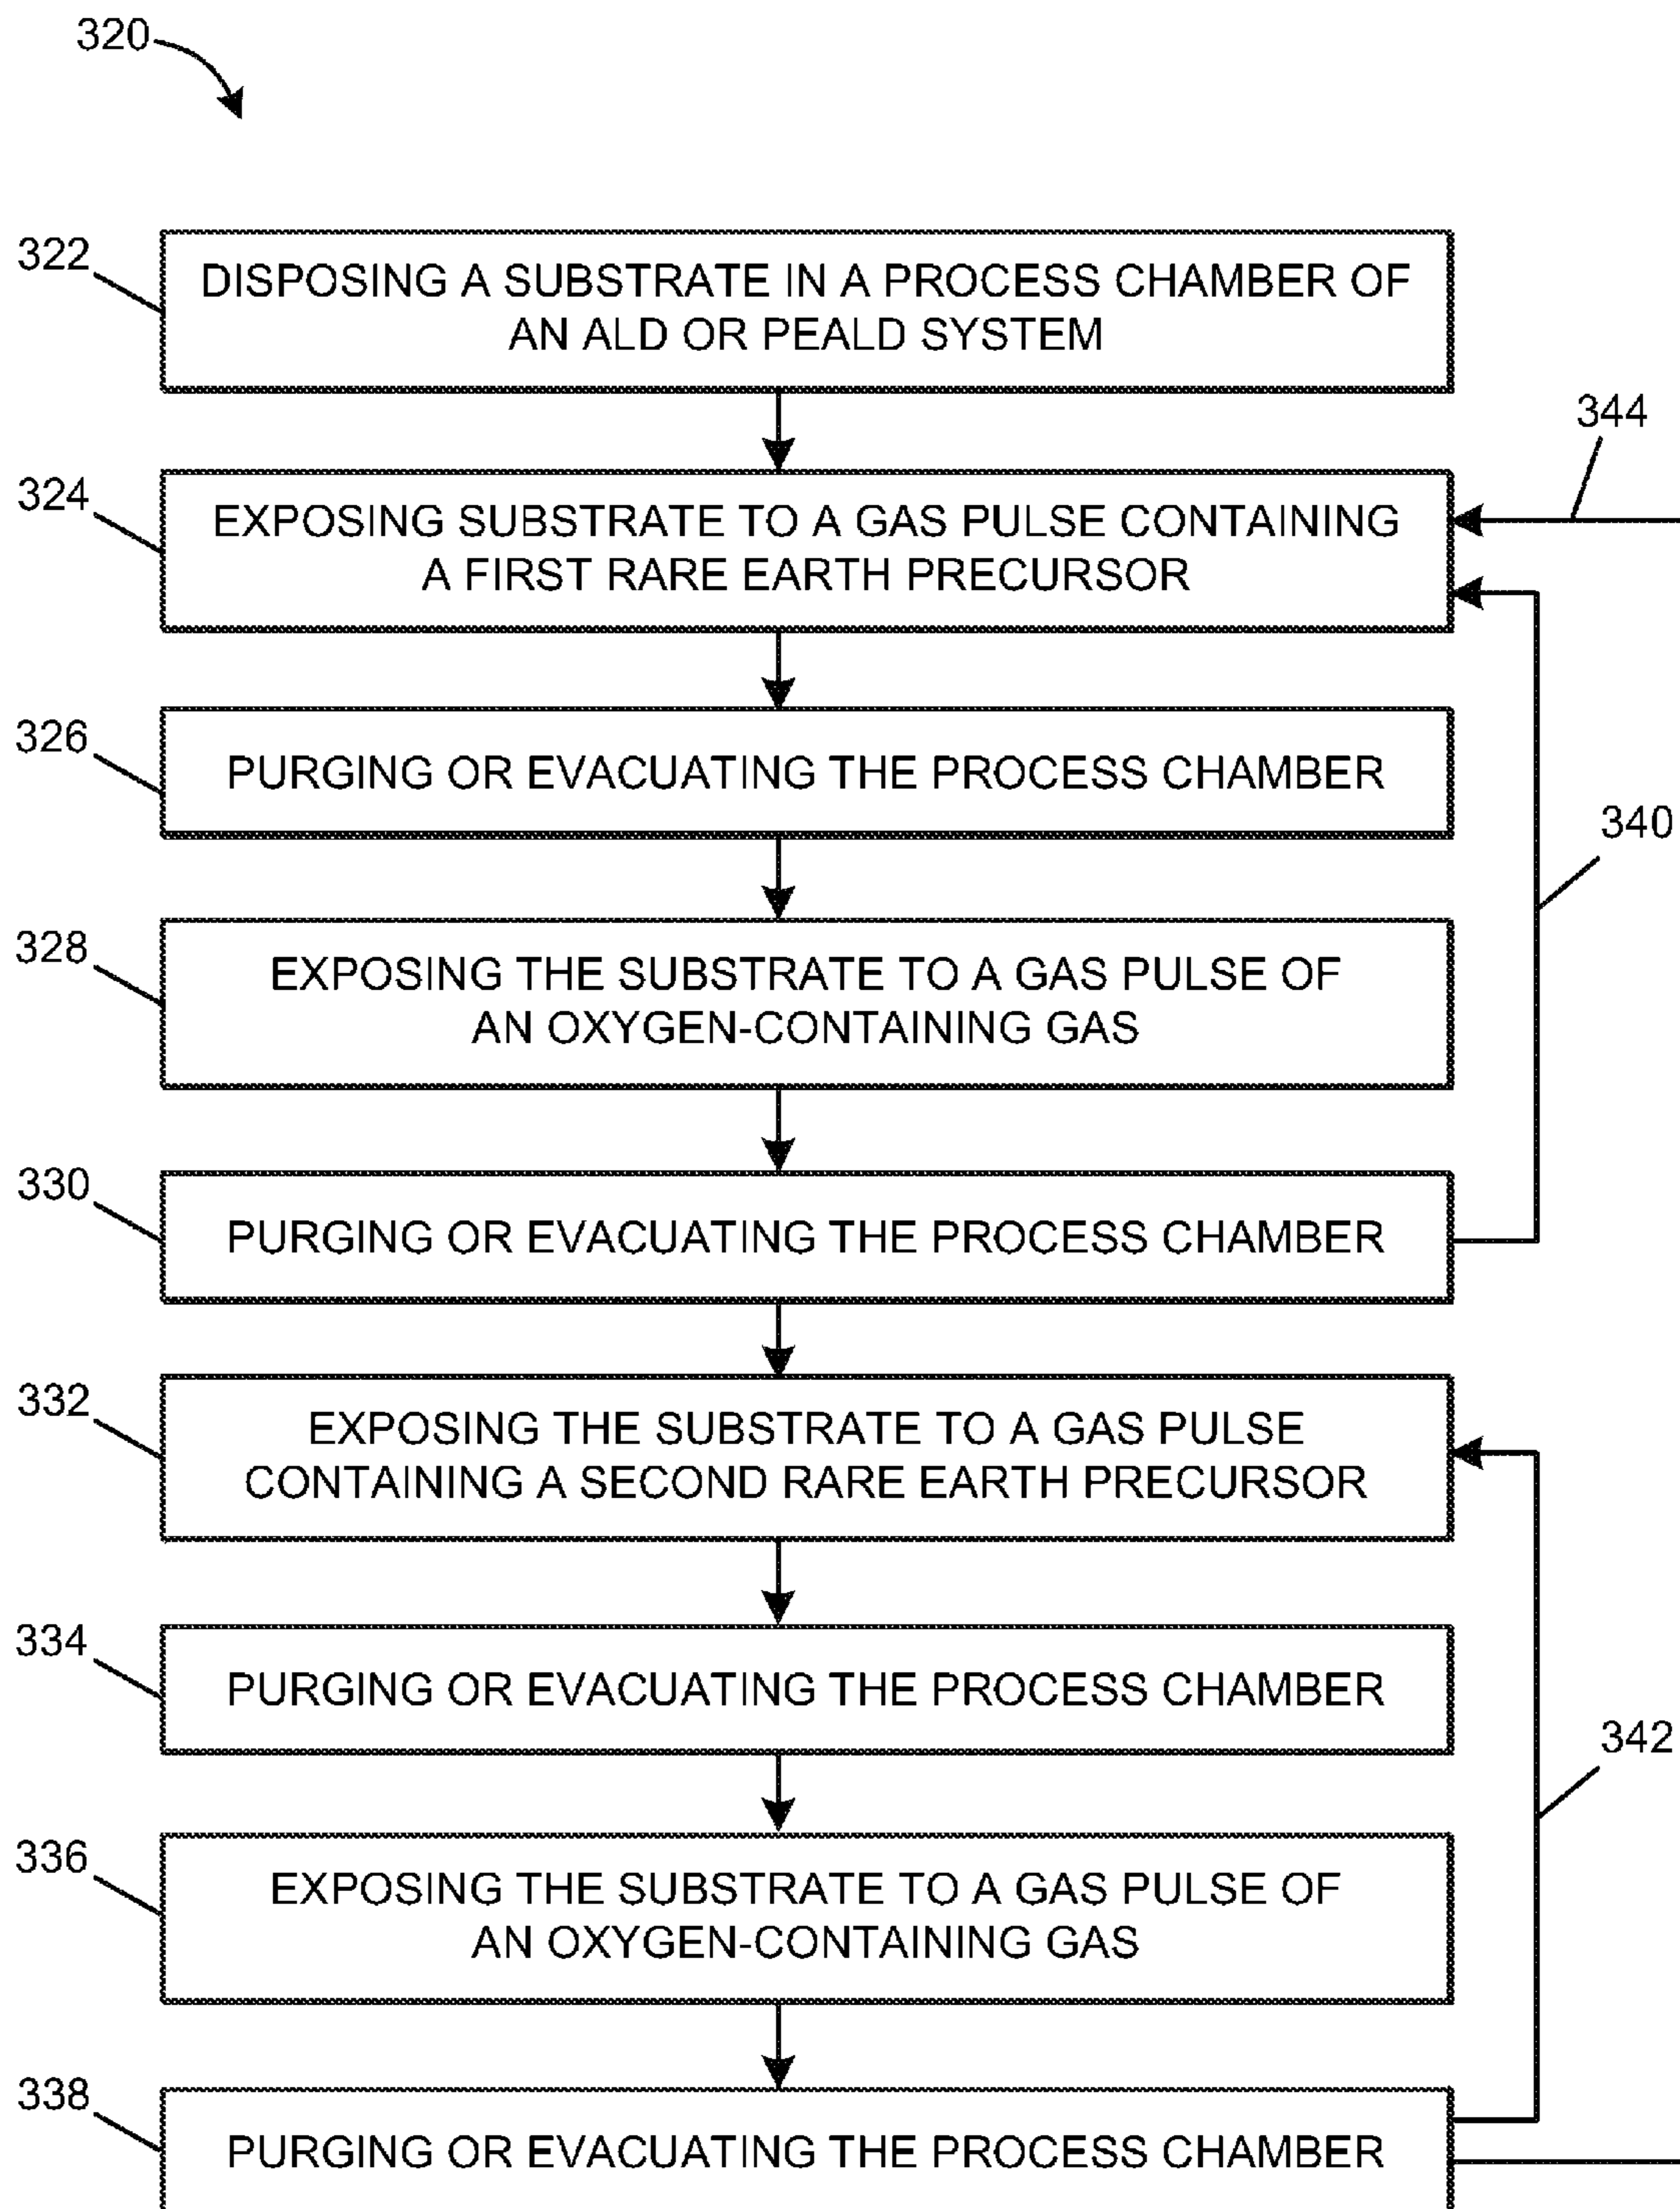 320
322
DISPOSING A SUBSTRATE IN A PROCESS CHAMBER OF
AN ALD OR PEALD SYSTEM
344
324
EXPOSING SUBSTRATE TO A GAS PULSE CONTAINING
A FIRST RARE EARTH PRECURSOR
326
PURGING OR EVACUATING THE PROCESS CHAMBER
340
328
EXPOSING THE SUBSTRATE TO A GAS PULSE OF
AN OXYGEN-CONTAINING GAS
330
PURGING OR EVACUATING THE PROCESS CHAMBER
332
EXPOSING THE SUBSTRATE TO A GAS PULSE
CONTAINING A SECOND RARE EARTH PRECURSOR
334
PURGING OR EVACUATING THE PROCESS CHAMBER
342
336
EXPOSING THE SUBSTRATE TO A GAS PULSE OF
AN OXYGEN-CONTAINING GAS
338
PURGING OR EVACUATING THE PROCESS CHAMBER